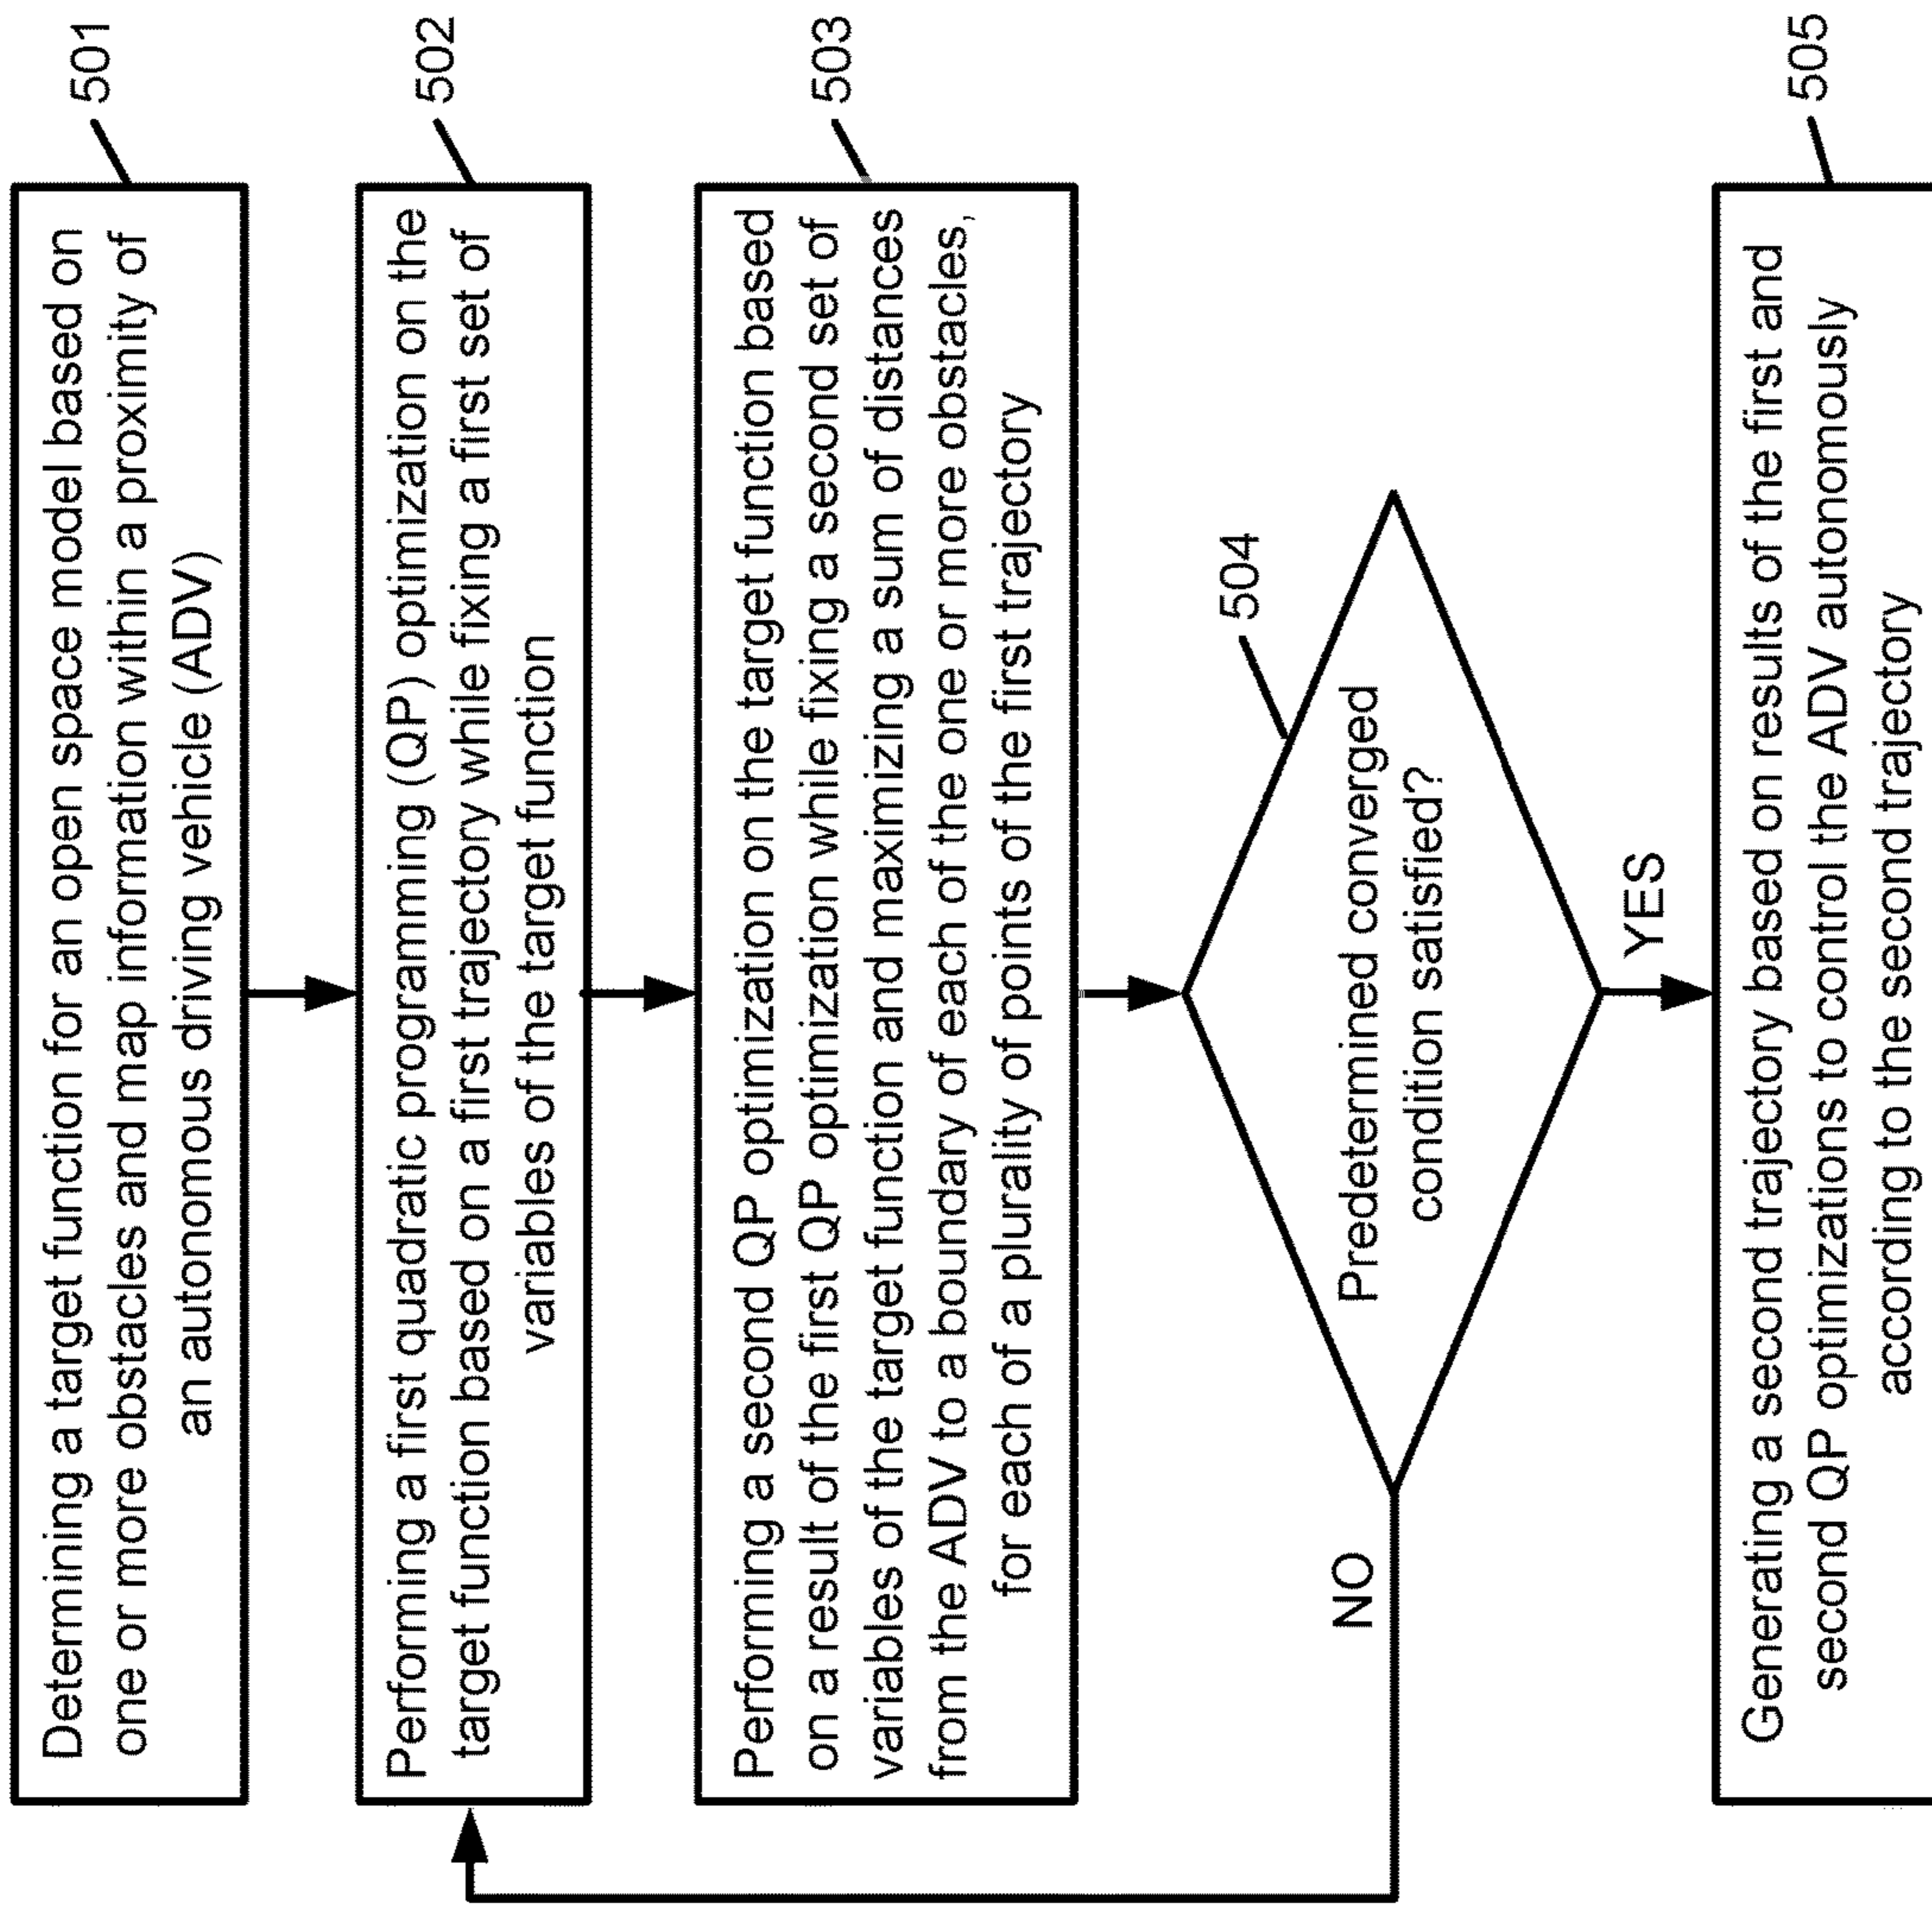 Determining a target function for an open space model based on
one or more obstacles and map information within a proximity of
an autonomous driving vehicle (ADV)
501
Performing a first quadratic programming (QP) optimization on the
target function based on a first trajectory while fixing a first set of
variables of the target function
502
Performing a second QP optimization on the target function based
on a result of the first QP optimization while fixing a second set of
variables of the target function and maximizing a sum of distances
from the ADV to a boundary of each of the one or more obstacles,
for each of a plurality of points of the first trajectory
503
504
Predetermined converged
condition satisfied?
NO
YES
Generating a second trajectory based on results of the first and
second QP optimizations to control the ADV autonomously
according to the second trajectory
505